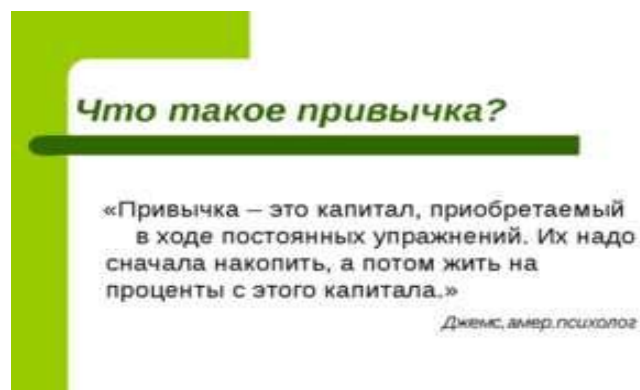 Что такое привычка?
«Привычка – это капитал, приобретаемый
в ходе постоянных упражнений. Их надо
сначала накопить, а потом жить на
проценты с этого капитала.»
Джемс, амер.психолог